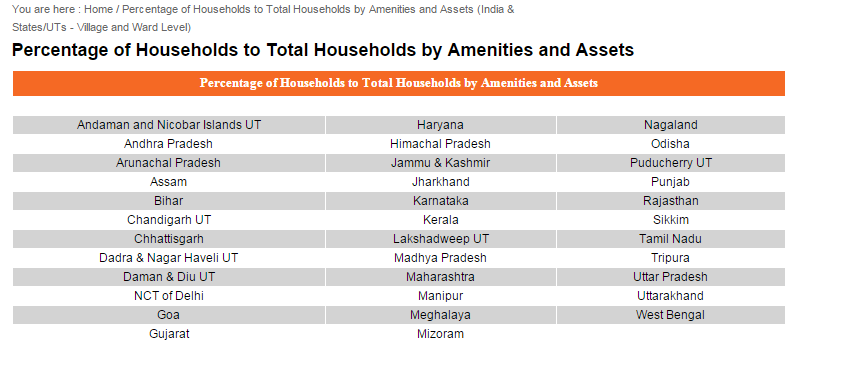 You are here : Home / Percentage of Households to Total Households by Amenities and Assets (India &
States/UTs - Village and Ward Level)
Percentage of Households to Total Households by Amenities and Assets
Percentage of Households to Total Households by Amenities and Assets
Andaman and Nicobar Islands UT Haryana Nagaland
Andhra Pradesh Himachal Pradesh Odisha
Arunachal Pradesh Jammu & Kashmir Puducherry UT
Assam Jharkhand Punjab
Bihar Karnataka Rajasthan
Chandigarh UT Kerala Sikkim
Chhattisgarh Lakshadweep UT Tamil Nadu
Dadra & Nagar Haveli UT Madhya Pradesh Tripura
Daman & Diu UT Maharashtra Uttar Pradesh
NCT of Delhi Manipur Uttarakhand
Goa Meghalaya West Bengal
Gujarat Mizoram